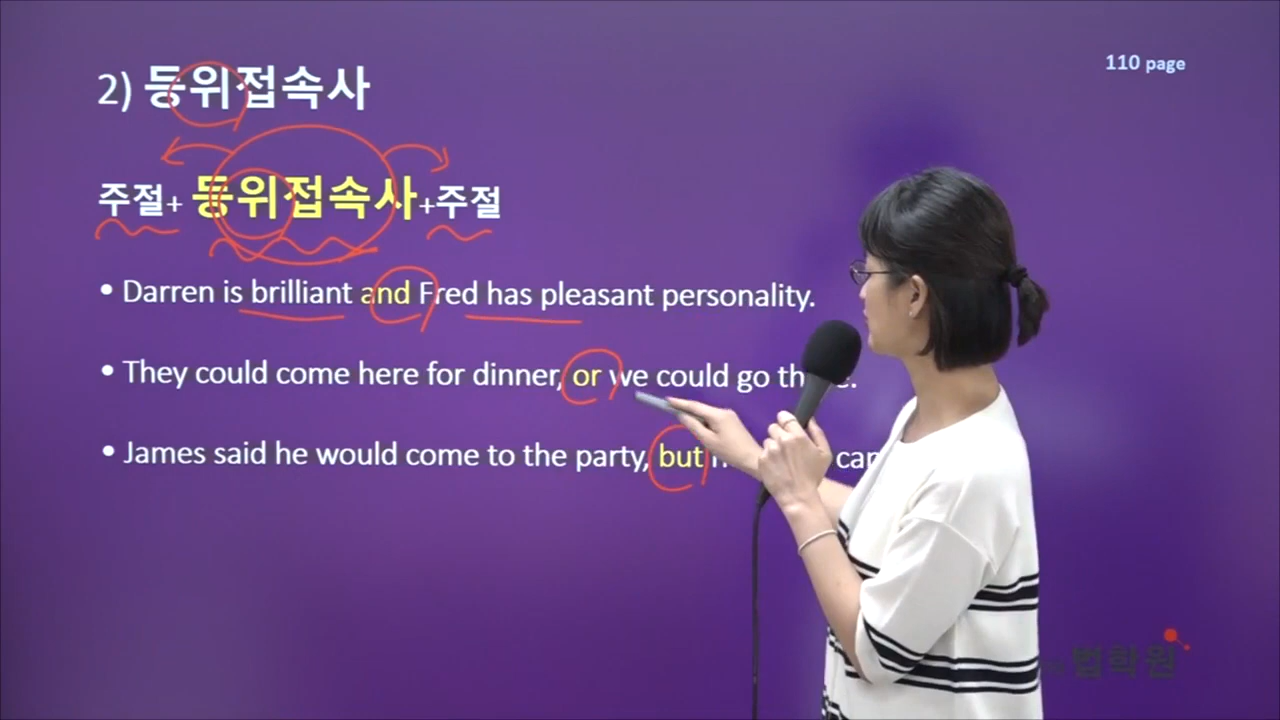 110 page
2) 등위접속사
주절+ 등위접속사+주절
• Darren is brilliant and Fred has pleasant personality.
• They could come here for dinner, or we could go
• James said he would come to the party, but
법학원